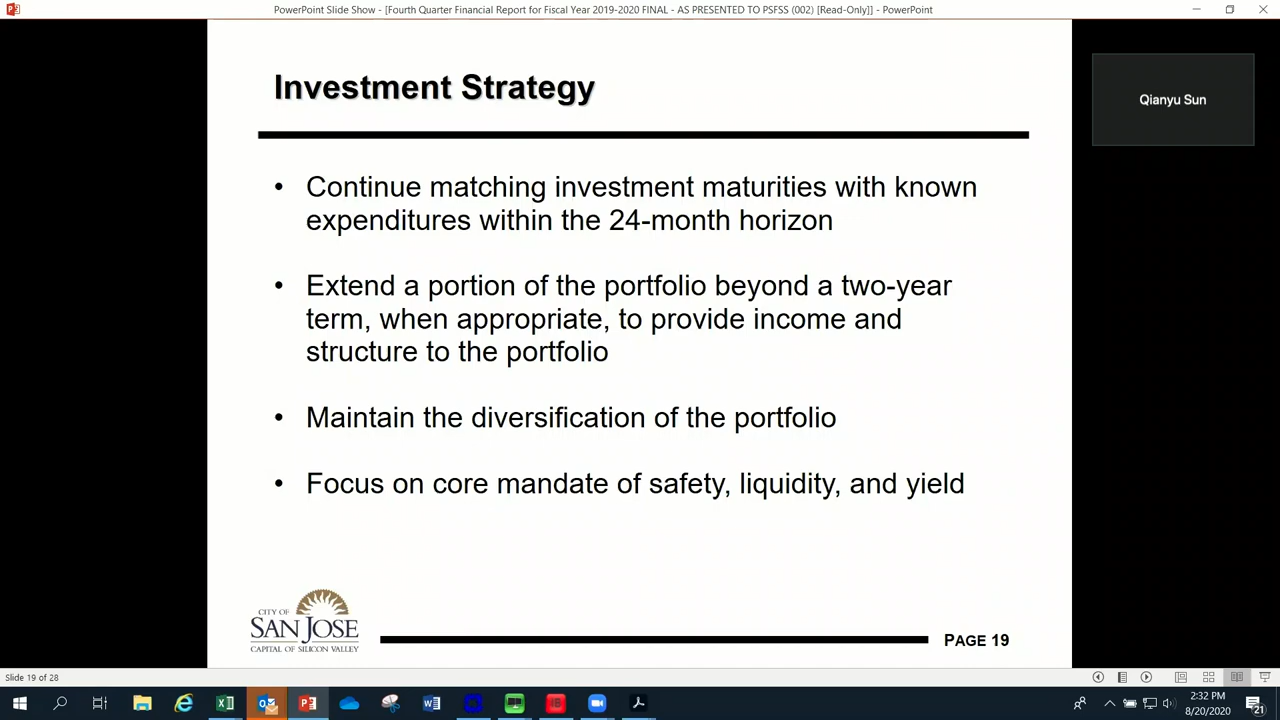 PowerPoint Slide Show - [Fourth Quarter Financial Report for Fiscal Year 2019-2020 FINAL - AS PRESENTED TO PSFSS (002) [Read-Only]] - PowerPoint
Investment Strategy
Qianyu Sun
• Continue matching investment maturities with known
expenditures within the 24-month horizon
• Extend a portion of the portfolio beyond a two-year
term, when appropriate, to provide income and
structure to the portfolio
• Maintain the diversification of the portfolio
• Focus on core mandate of safety, liquidity, and yield
CITY OF
SAN JOSE
CAPITAL OF SILICON VALLEY
PAGE 19
Slide 19 of 28
2:32 PM
8/20/2020
21